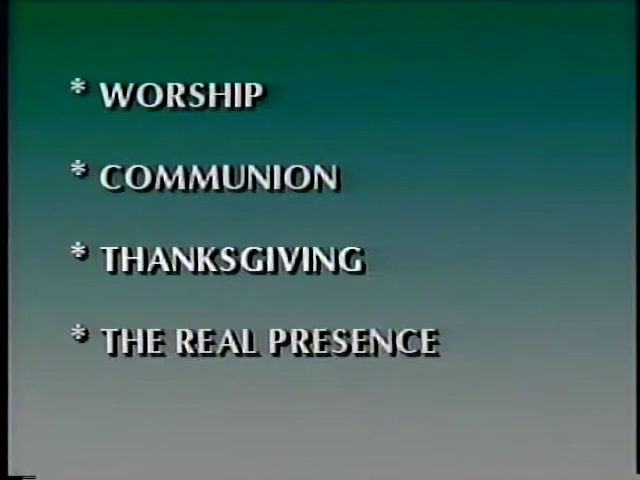 * WORSHIP
* COMMUNION
* THANKSGIVING
* THE REAL PRESENCE